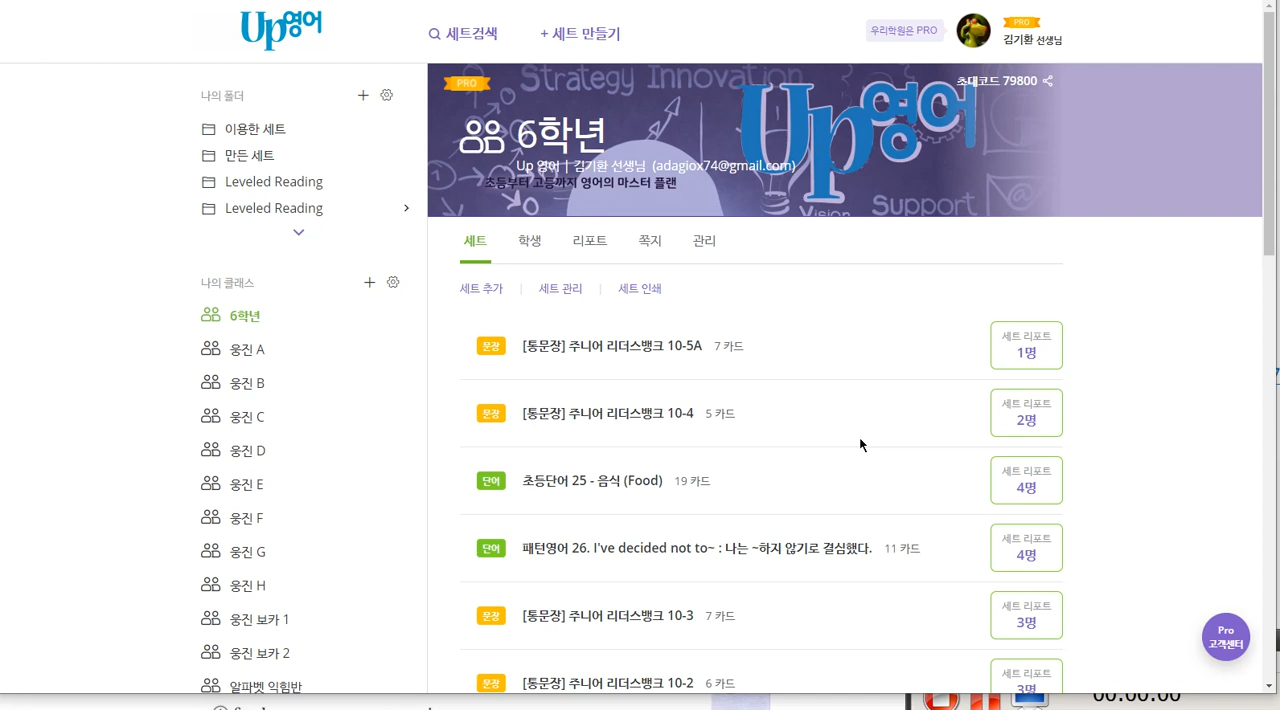 Up영어
세트검색
+ 세트 만들기
우리학원은 PRO
PRO
김기환 선생님
나의 폴더
이용한 세트
만든 세트
Leveled Reading
Leveled Reading
나의 클래스
6학년
웅진 A
웅진 B
웅진 C
웅진 D
웅진 E
웅진 F
웅진 G
웅진 H
웅진 보카 1
웅진 보카 2
알파벳 익힘반
PRO
Strategy Innovation
초대코드 79800
Up영어
6학년
Up 영어 | 김기환 선생님 (adagiox74@gmail.com)
초등부터 고등까지 영어의 마스터 플랜
Vision
Support
세트 학생 리포트 쪽지 관리
세트 추가 | 세트 관리 | 세트 인쇄
문장 [통문장] 주니어 리더스뱅크 10-5A 7 카드
세트 리포트
1명
문장 [통문장] 주니어 리더스뱅크 10-4 5 카드
세트 리포트
2명
단어 초등단어 25 - 음식 (Food) 19 카드
세트 리포트
4명
단어 패턴영어 26. I've decided not to~ : 나는 ~하지 않기로 결심했다. 11 카드
세트 리포트
4명
문장 [통문장] 주니어 리더스뱅크 10-3 7 카드
세트 리포트
3명
문장 [통문장] 주니어 리더스뱅크 10-2 6 카드
세트 리포트
3명
Pro
고객센터
00:00:00